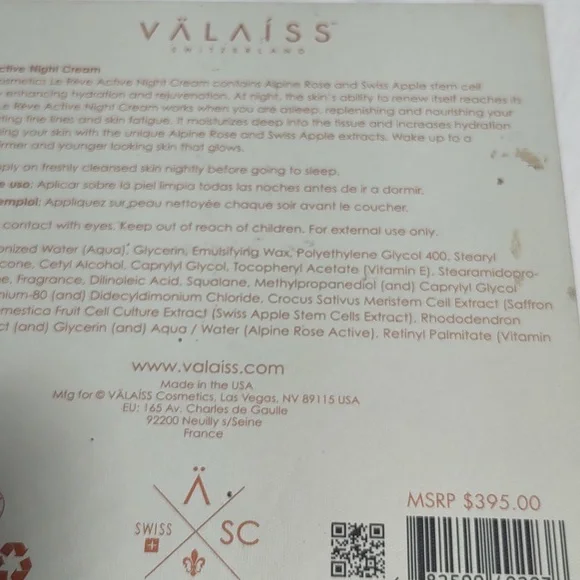 VÄLAÍSS
SWITZERLAND
ctive Night Cream
osmetics Le Rêve Active Night Cream contains Alpine Rose and Swiss Apple stem cell
enhancing hydration and rejuvenation. At night, the skin's ability to renew itself reaches its
Le Rêve Active Night Cream works when you are asleep, replenishing and nourishing your
ting fine lines and skin fatigue. It moisturizes deep into the tissue and increases hydration
ing your skin with the unique Alpine Rose and Swiss Apple extracts. Wake up to a
rmer and younger looking skin that glows.
pply on freshly cleansed skin nightly before going to sleep.
e uso: Aplicar sobre la piel limpia todas las noches antes de ir a dormir.
emploi: Appliquez sur peau nettoyée chaque soir avant le coucher.
contact with eyes. Keep out of reach of children. For external use only.
onized Water (Aqua), Glycerin, Emulsifying Wax, Polyethylene Glycol 400, Stearyl
cone, Cetyl Alcohol, Caprylyl Glycol, Tocopheryl Acetate (Vitamin E), Stearamidopro-
ne, Fragrance, Dilinoleic Acid, Squalane, Methylpropanediol (and) Caprylyl Glycol
nium-80 (and) Didecyldimonium Chloride, Crocus Sativus Meristem Cell Extract (Saffron
mestica Fruit Cell Culture Extract (Swiss Apple Stem Cells Extract), Rhododendron
ct (and) Glycerin (and) Aqua / Water (Alpine Rose Active), Retinyl Palmitate (Vitamin
www.valaiss.com
Made in the USA
Mfg for © VÄLAÍSS Cosmetics, Las Vegas, NV 89115 USA
EU: 165 Av. Charles de Gaulle
92200 Neuilly s/Seine
France
Ä
SWISS
SC
MSRP $395.00